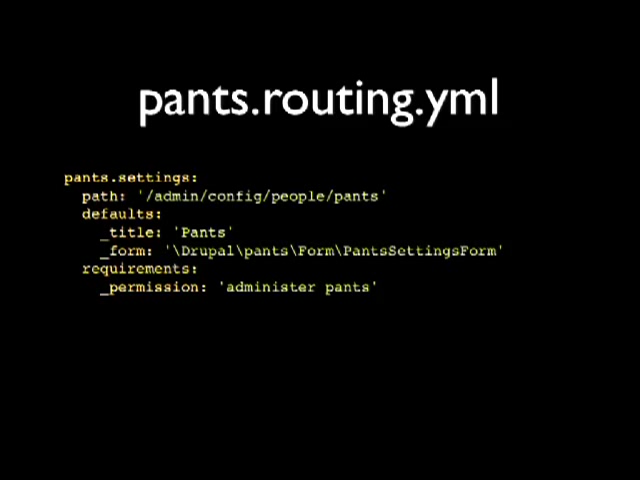 pants.routing.yml
pants.settings:
path: '/admin/config/people/pants'
defaults:
_title: 'Pants'
_form: '\Drupal\pants\Form\PantsSettingsForm'
requirements:
_permission: 'administer pants'